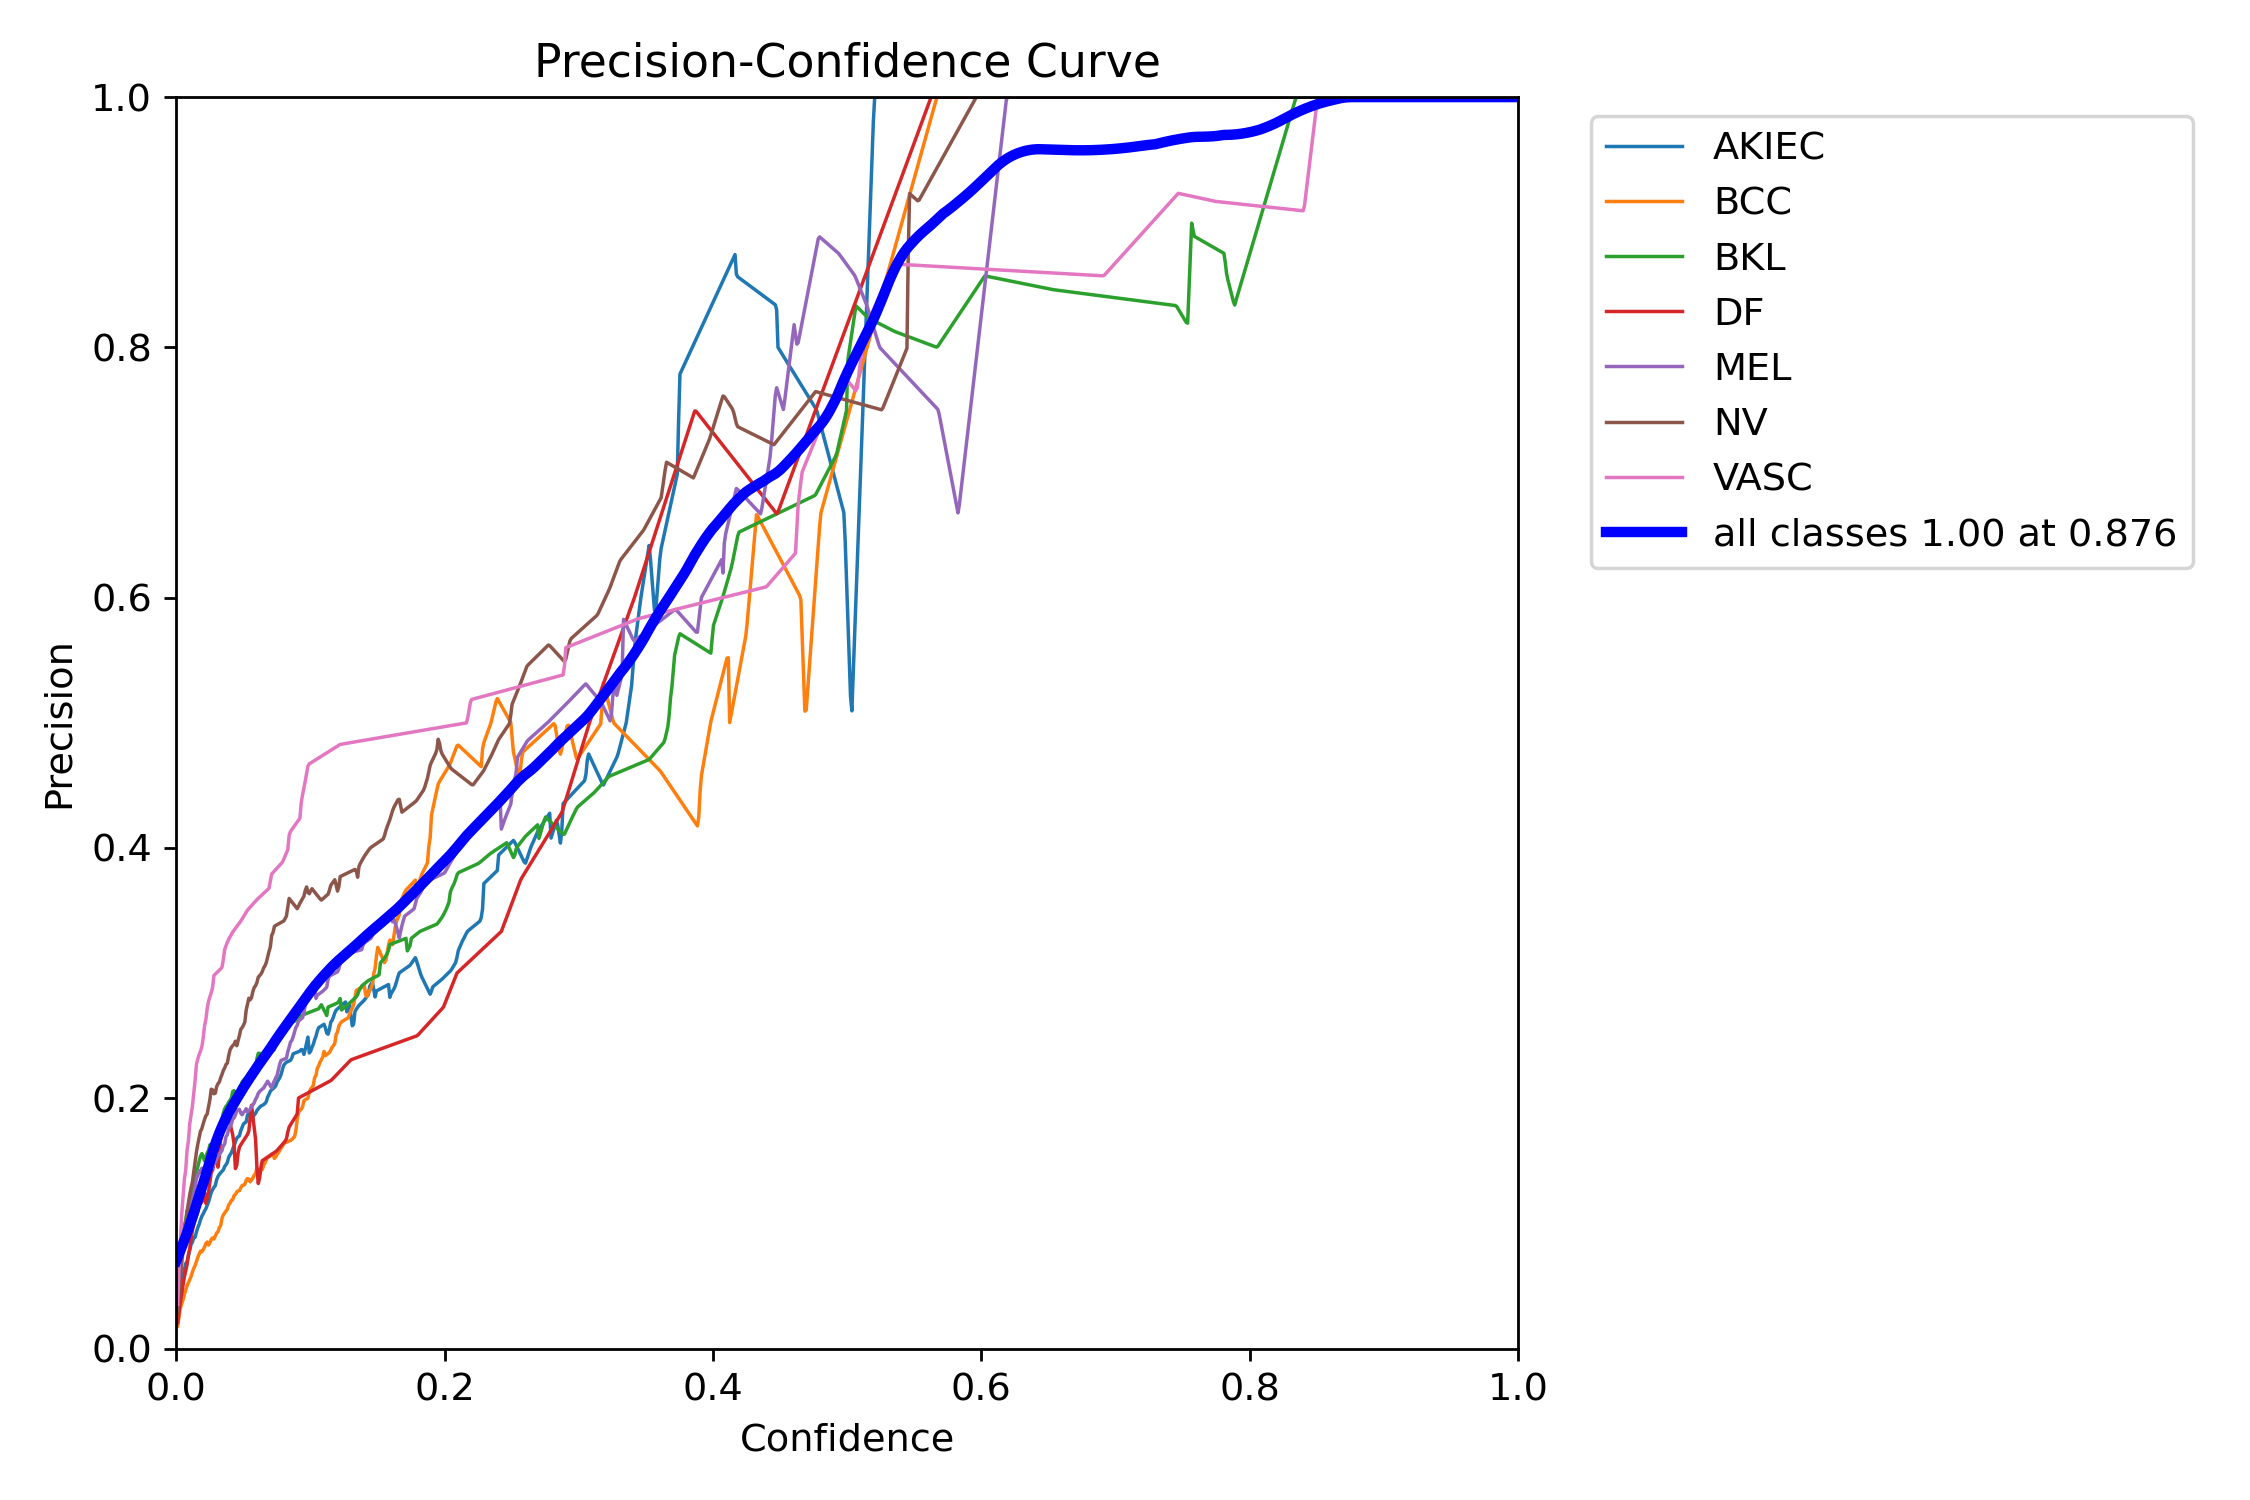 Precision-Confidence Curve
1.0
0.8
0.6
0.4
0.2
0.0
Precision
0.0 0.2 0.4 0.6 0.8 1.0
Confidence
AKIEC
BCC
BKL
DF
MEL
NV
VASC
all classes 1.00 at 0.876